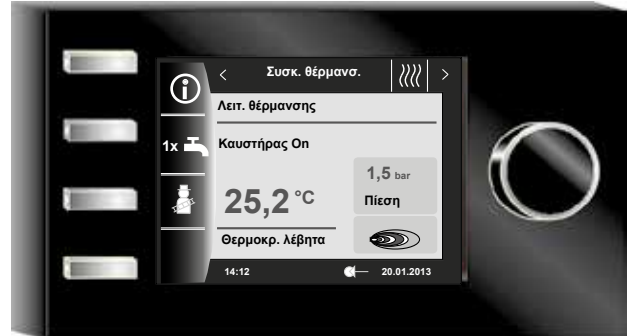 Συσκ. θέρμανσ.
Λειτ. θέρμανσης
1x
Καυστήρας On
1,5 bar
Πίεση
25,2 °C
Θερμοκρ. λέβητα
14:12
20.01.2013